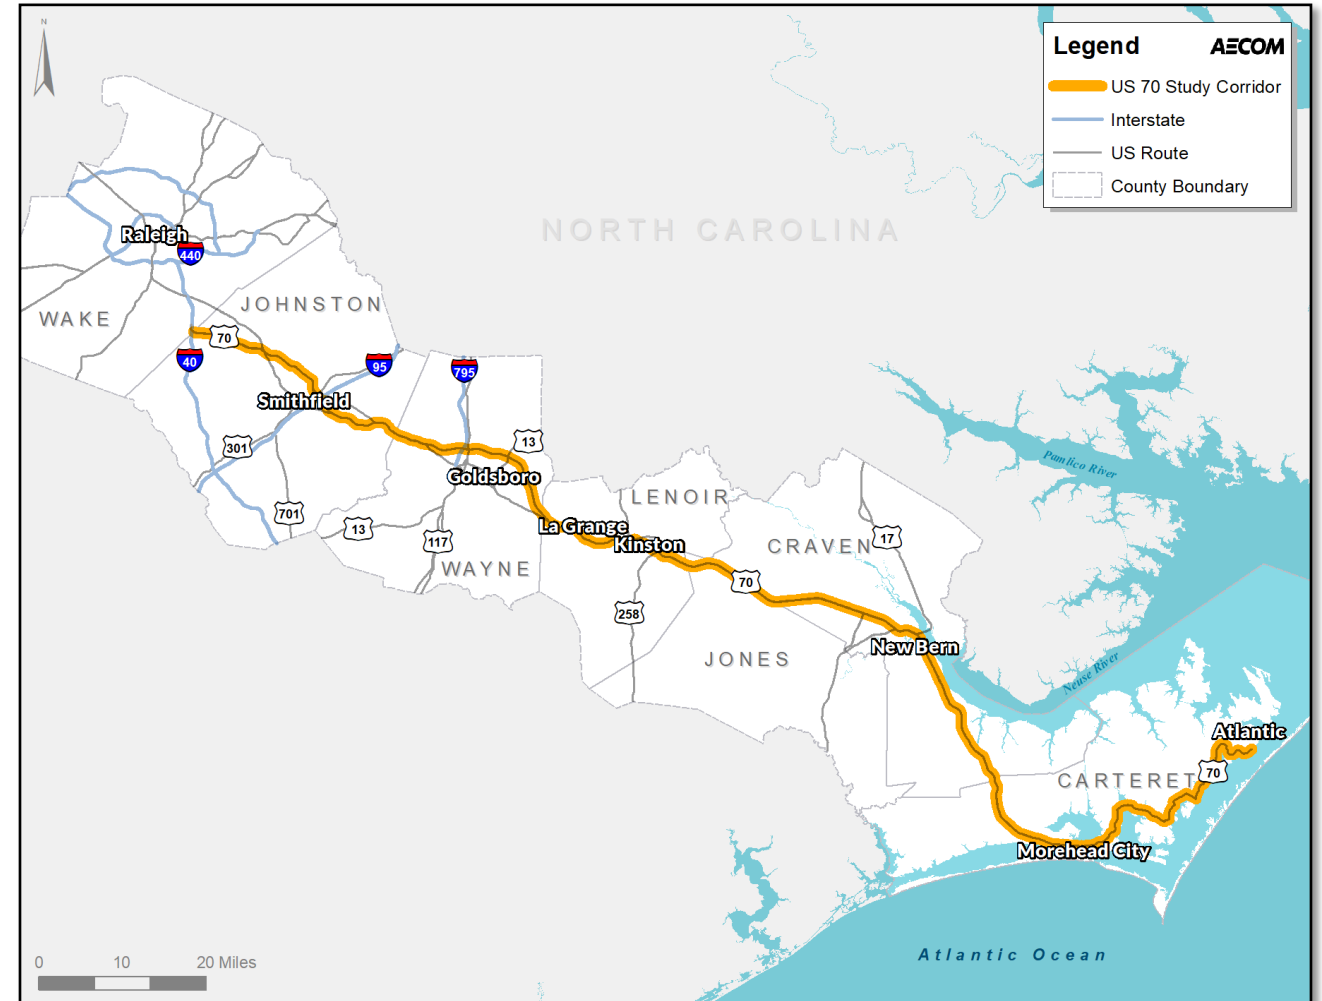 N
Legend
AECOM
US 70 Study Corridor
Interstate
US Route
County Boundary
NORTH CAROLINA
Raleigh
440
JOHNSTON
WAKE
70
40
95
795
Smithfield
301
13
Goldsboro
LENOIR
701
13
La Grange
117
Kinston
CRAVEN
17
WAYNE
70
258
Pamlico River
JONES
New Bern
Neuse River
Atlantic
70
CARTERET
Morehead City
Atlantic Ocean
0 10 20 Miles